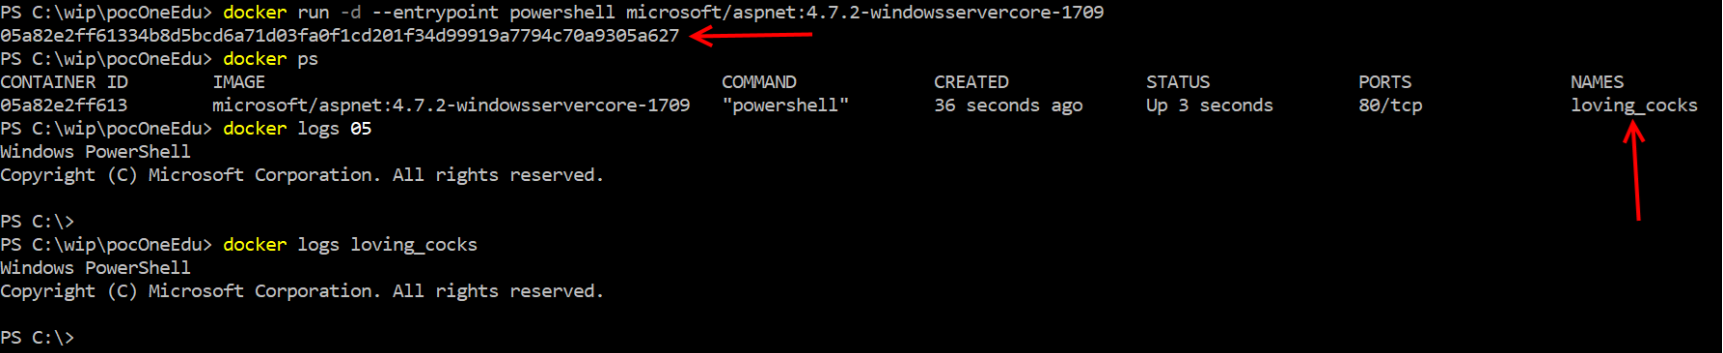 PS C:\wip\pocOneEdu> docker run -d --entrypoint powershell microsoft/aspnet:4.7.2-windowsservercore-1709
05a82e2ff61334b8d5bcd6a71d03fa0f1cd201f34d99919a7794c70a9305a627
PS C:\wip\pocOneEdu> docker ps
CONTAINER ID        IMAGE                                           COMMAND             CREATED             STATUS              PORTS               NAMES
05a82e2ff613        microsoft/aspnet:4.7.2-windowsservercore-1709   "powershell"        36 seconds ago      Up 3 seconds        80/tcp              loving_cocks
PS C:\wip\pocOneEdu> docker logs 05
Windows PowerShell
Copyright (C) Microsoft Corporation. All rights reserved.
PS C:\>
PS C:\wip\pocOneEdu> docker logs loving_cocks
Windows PowerShell
Copyright (C) Microsoft Corporation. All rights reserved.
PS C:\>